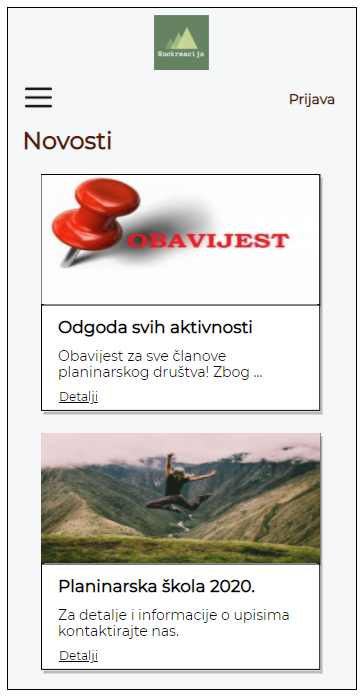 Rockreacija
Prijava
Novosti
OBAVIJEST
Odgoda svih aktivnosti
Obavijest za sve članove
planinarskog društva! Zbog ...
Detalji
Planinarska škola 2020.
Za detalje i informacije o upisima
kontaktirajte nas.
Detalji